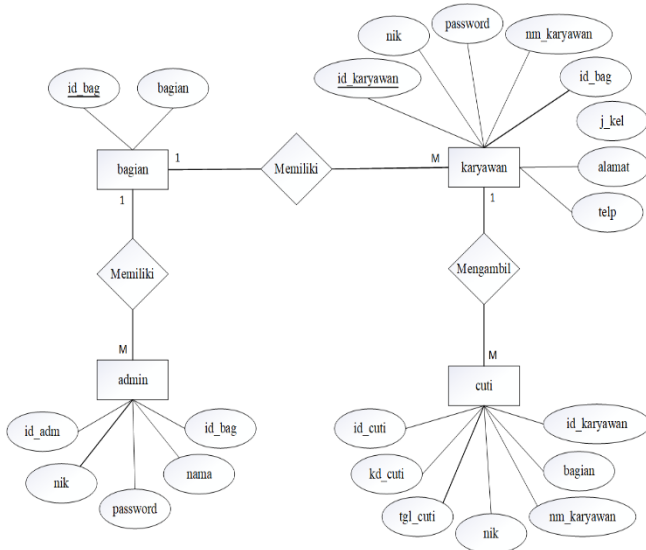 password
nik
nm_karyawan
id_karyawan
id_bag
bagian
id_bag
j_kel
bagian
1
Memiliki
M
karyawan
alamat
telp
1
1
Memiliki
Mengambil
M
M
admin
cuti
id_adm
id_bag
id_cuti
id_karyawan
nik
nama
kd_cuti
bagian
password
tgl_cuti
nm_karyawan
nik